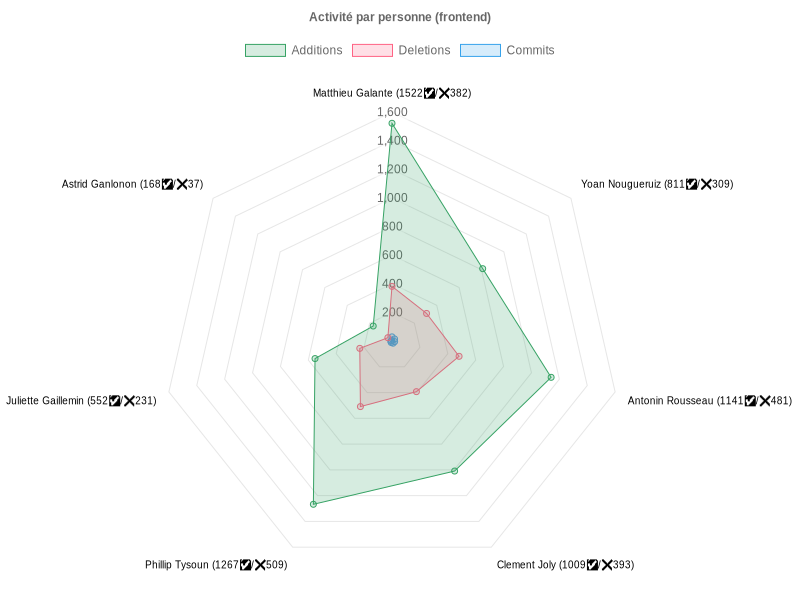 Activité par personne (frontend)
Additions Deletions Commits
Matthieu Galante (1522✅/❌382)
1,600
1,400
1,200
Astrid Ganlonon (168✅/❌37)
Yoan Nougueruiz (811✅/❌309)
1,000
800
600
400
200
Juliette Gaillemin (552✅/❌231)
Antonin Rousseau (1141✅/❌481)
Phillip Tysoun (1267✅/❌509)
Clement Joly (1009✅/❌393)